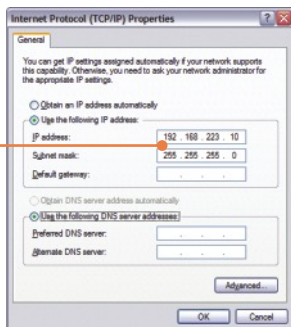 Internet Protocol (TCP/IP) Properties
General
You can get IP settings assigned automatically if your network supports
this capability. Otherwise, you need to ask your network administrator for
the appropriate IP settings.
Obtain an IP address automatically
Use the following IP address:
IP address: 192 . 168 . 223 . 10
Subnet mask: 255 . 255 . 255 . 0
Default gateway: . . .
Obtain DNS server address automatically
Use the following DNS server addresses:
Preferred DNS server: . . .
Alternate DNS server: . . .
Advanced...
OK Cancel